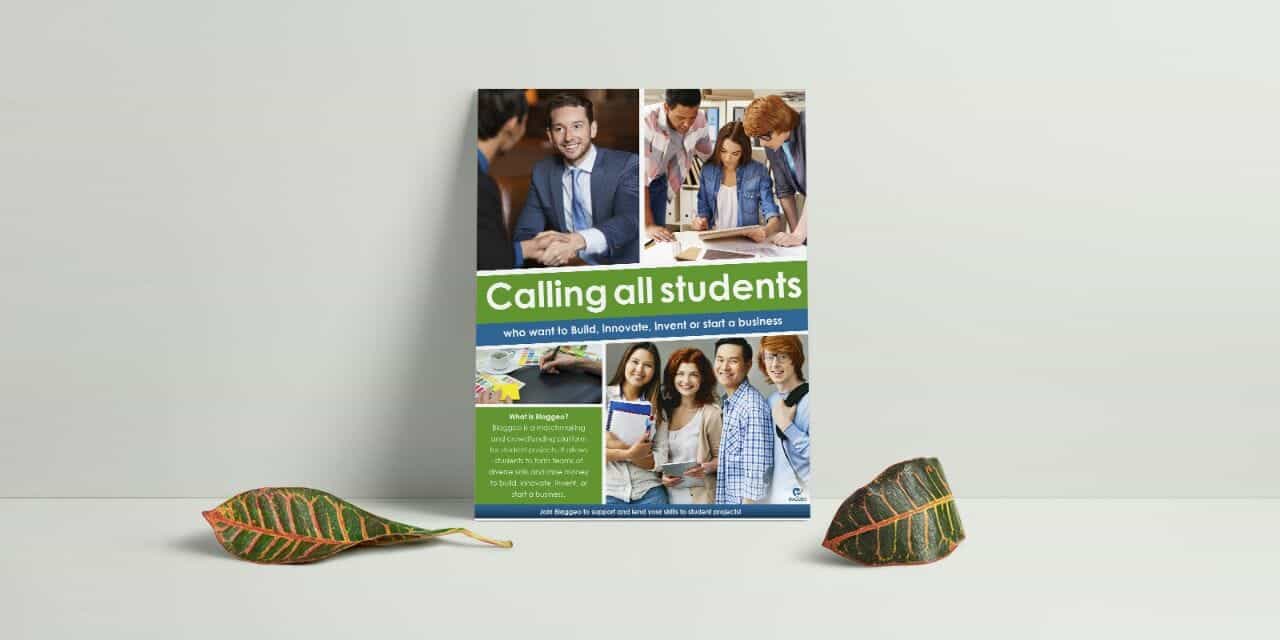 Calling all students
who want to Build, Innovate, Invent or start a business
What is Bloggeo?
Bloggeo is a matchmaking
and crowdfunding platform
for student projects. It allows
students to form teams of
diverse skills and raise money
to build, innovate, invent, or
start a business.
Join Bloggeo to support and lend your skills to student projects!